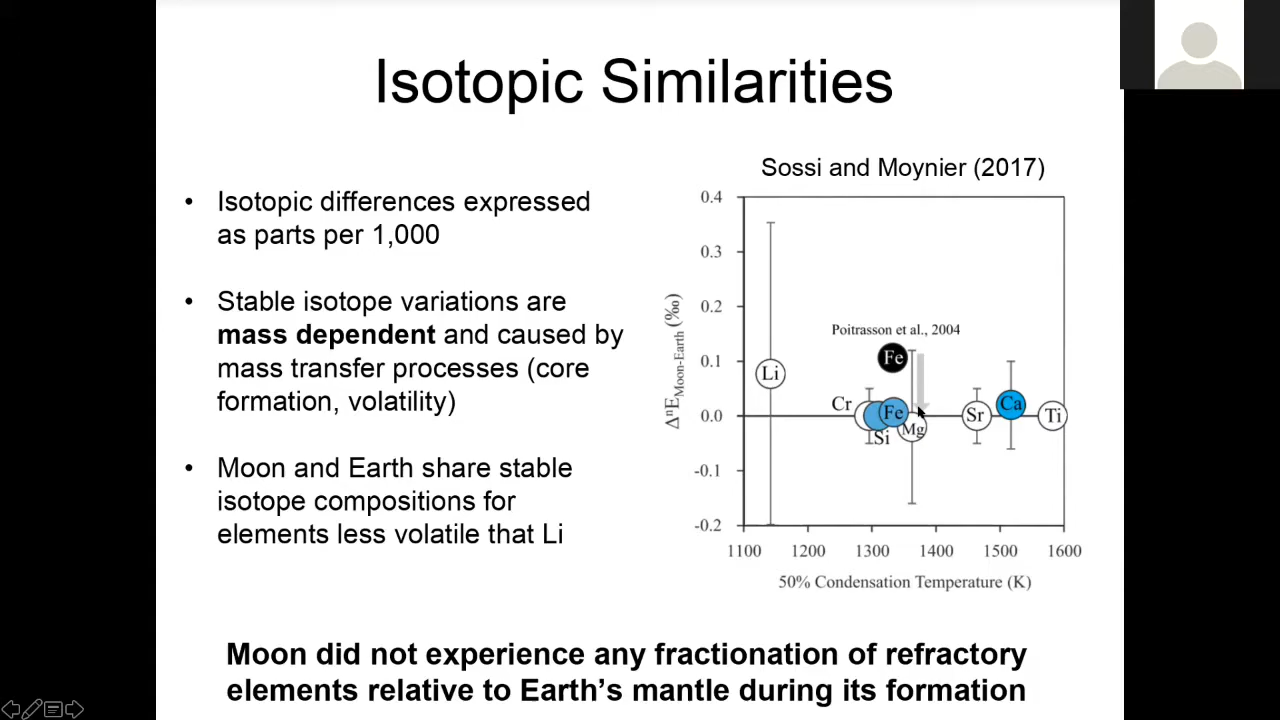 Isotopic Similarities
• Isotopic differences expressed
as parts per 1,000
• Stable isotope variations are
mass dependent and caused by
mass transfer processes (core
formation, volatility)
• Moon and Earth share stable
isotope compositions for
elements less volatile that Li
Sossi and Moynier (2017)
0.4
0.3
0.2
0.1
0.0
-0.1
-0.2
ΔⁿE Moon-Earth (‰)
Poitrasson et al., 2004
Fe
Li
Cr
Fe
Si
Mg
Sr
Ca
Ti
1100 1200 1300 1400 1500 1600
50% Condensation Temperature (K)
Moon did not experience any fractionation of refractory
elements relative to Earth's mantle during its formation